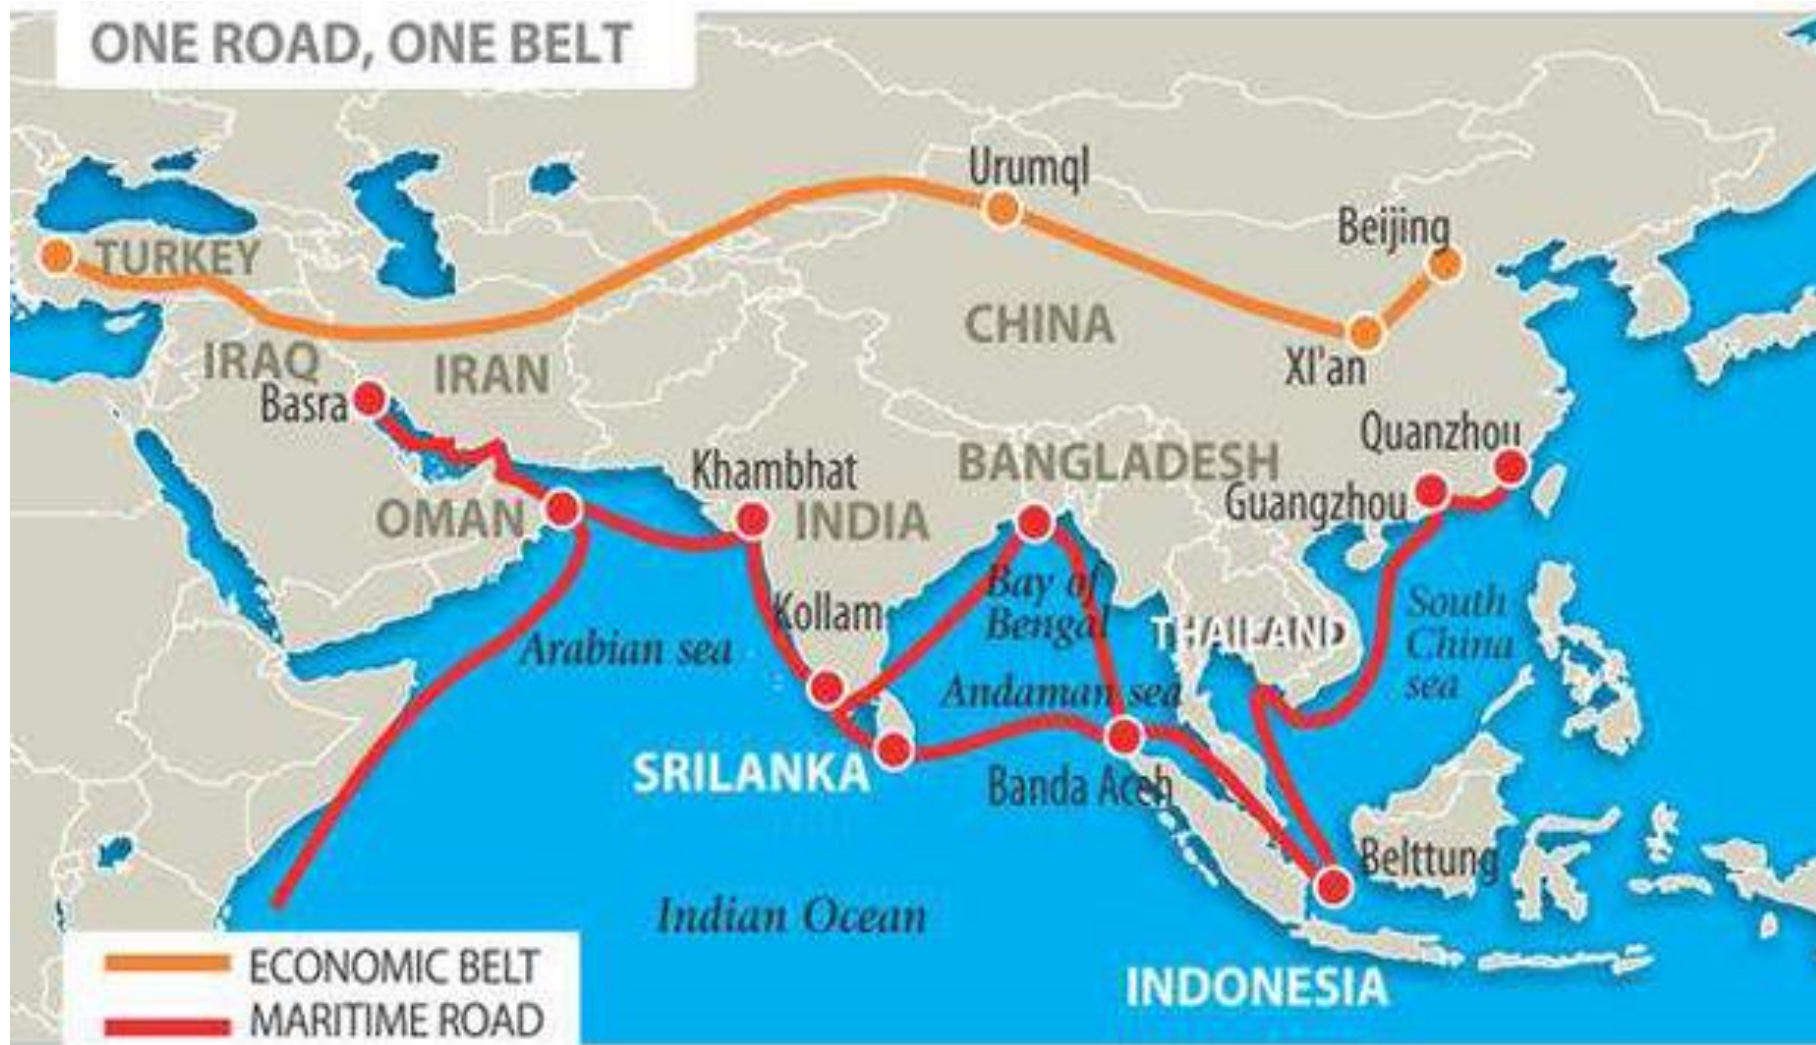 ONE ROAD, ONE BELT
Urumql
Beijing
TURKEY
CHINA
IRAQ
IRAN
XI'an
Basra
Quanzhou
Khambhat
BANGLADESH
Guangzhou
OMAN
INDIA
Bay of
Bengal
Kollam
South
China
sea
THAILAND
Arabian sea
Andaman sea
SRILANKA
Banda Aceh
Belttung
Indian Ocean
INDONESIA
ECONOMIC BELT
MARITIME ROAD